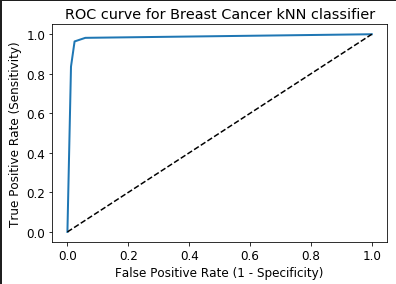 ROC curve for Breast Cancer kNN classifier
True Positive Rate (Sensitivity)
1.0
0.8
0.6
0.4
0.2
0.0
0.0 0.2 0.4 0.6 0.8 1.0
False Positive Rate (1 - Specificity)